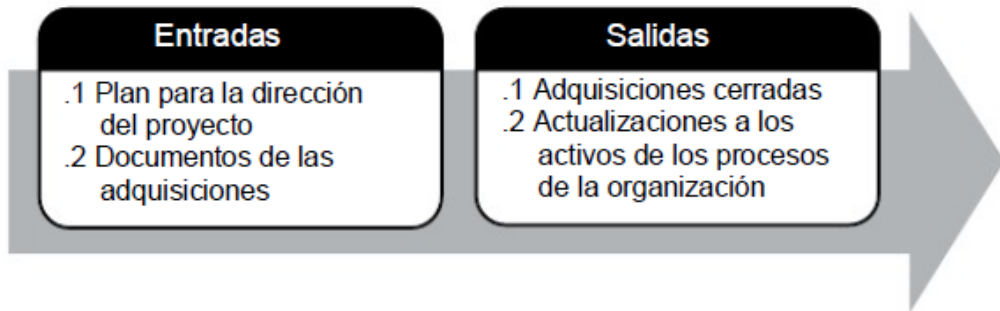 Entradas
.1 Plan para la dirección
del proyecto
.2 Documentos de las
adquisiciones
Salidas
.1 Adquisiciones cerradas
.2 Actualizaciones a los
activos de los procesos
de la organización